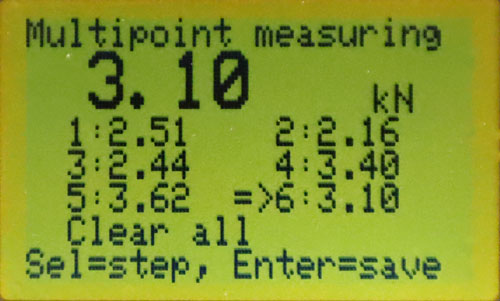 Multipoint measuring
3.10 kN
1:2.51 2:2.16
3:2.44 4:3.40
5:3.62 =>6:3.10
Clear all
Sel=step, Enter=save